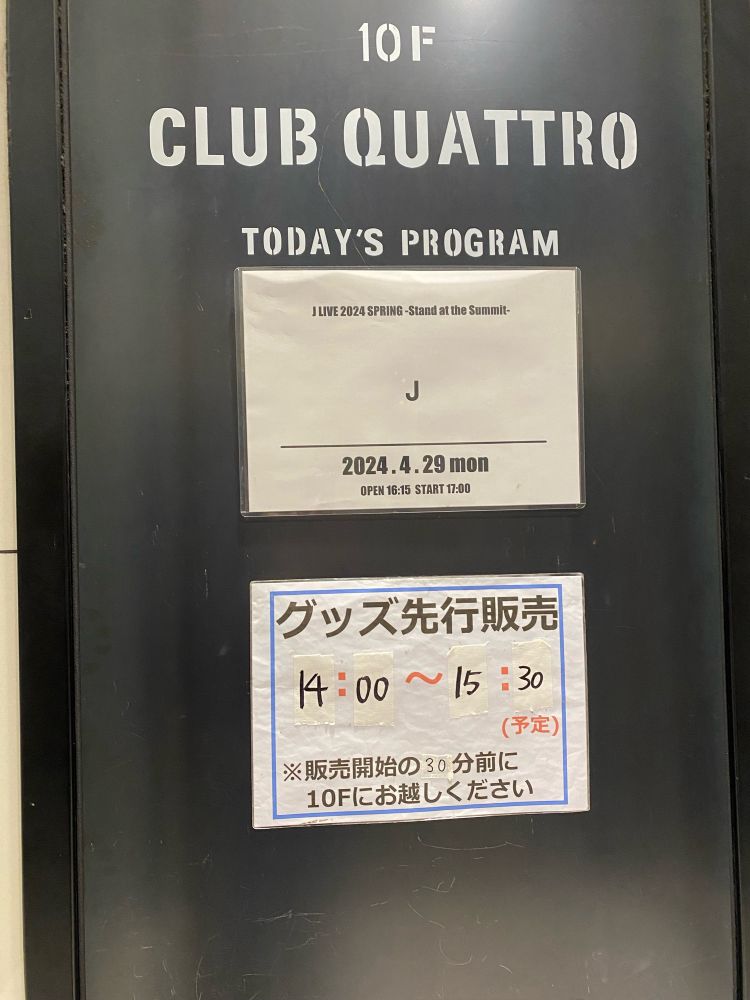 10F
CLUB QUATTRO
TODAY'S PROGRAM
J LIVE 2024 SPRING -Stand at the Summit-
J
2024.4.29 mon
OPEN 16:15 START 17:00
グッズ先行販売
14:00～15:30
(予定)
※販売開始の30分前に
10Fにお越しください